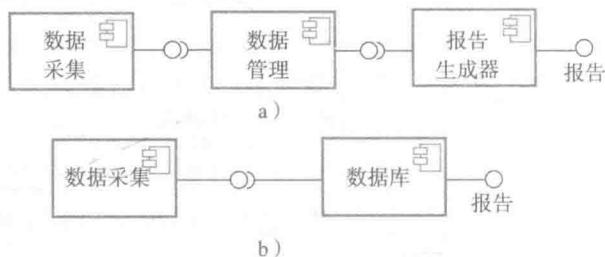 数据
采集
数据
管理
报告
生成器
报告
a）
数据采集
数据库
报告
b）